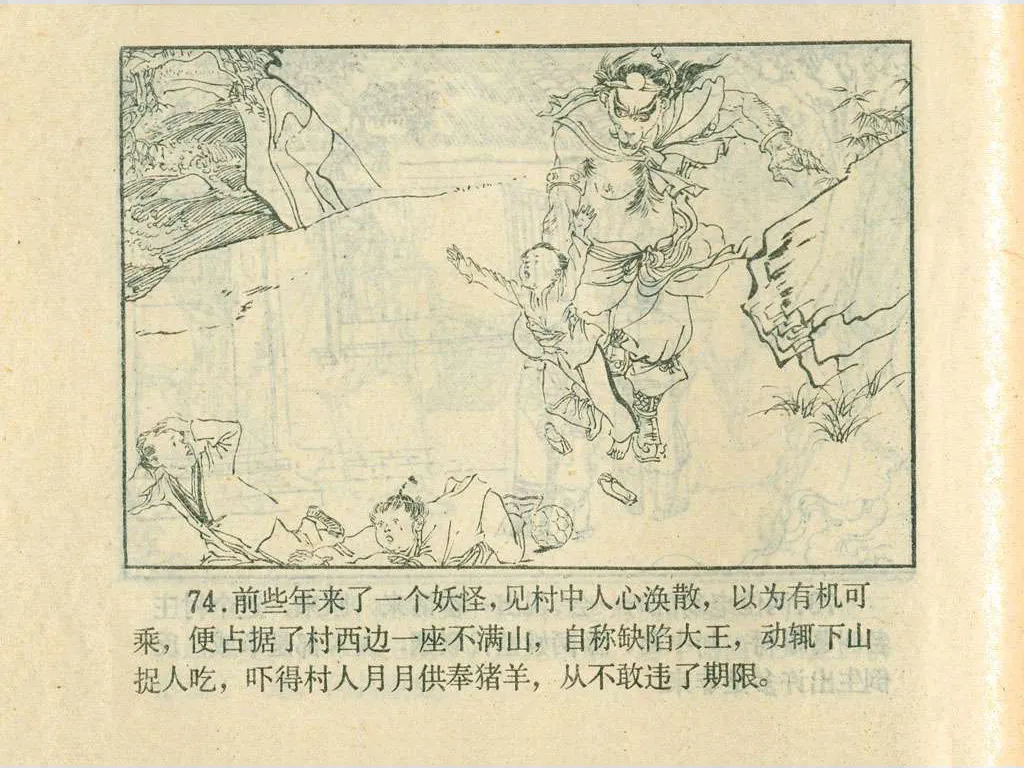 74.前些年来了一个妖怪,见村中人心涣散，以为有机可
乘，便占据了村西边一座不满山，自称缺陷大王，动辄下山
捉人吃，吓得村人月月供奉猪羊，从不敢违了期限。